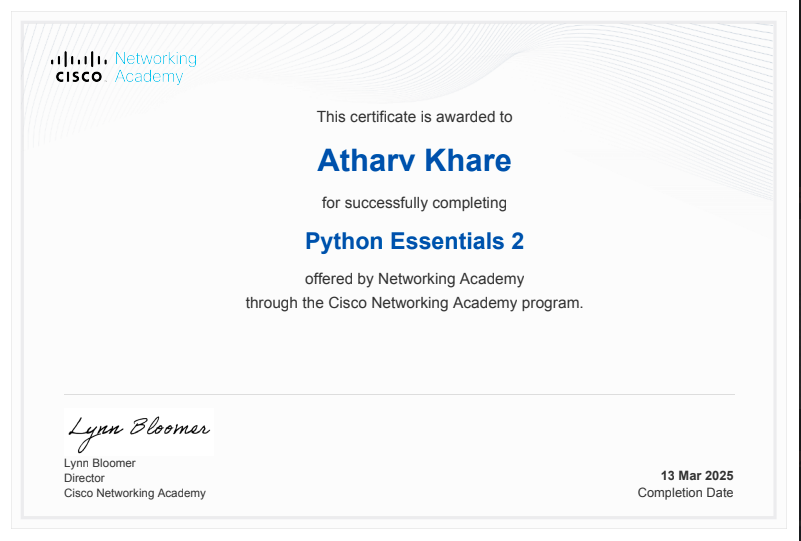 Networking
CISCO Academy
This certificate is awarded to
Atharv Khare
for successfully completing
Python Essentials 2
offered by Networking Academy
through the Cisco Networking Academy program.
Lynn Bloomer
Lynn Bloomer
Director
Cisco Networking Academy
13 Mar 2025
Completion Date